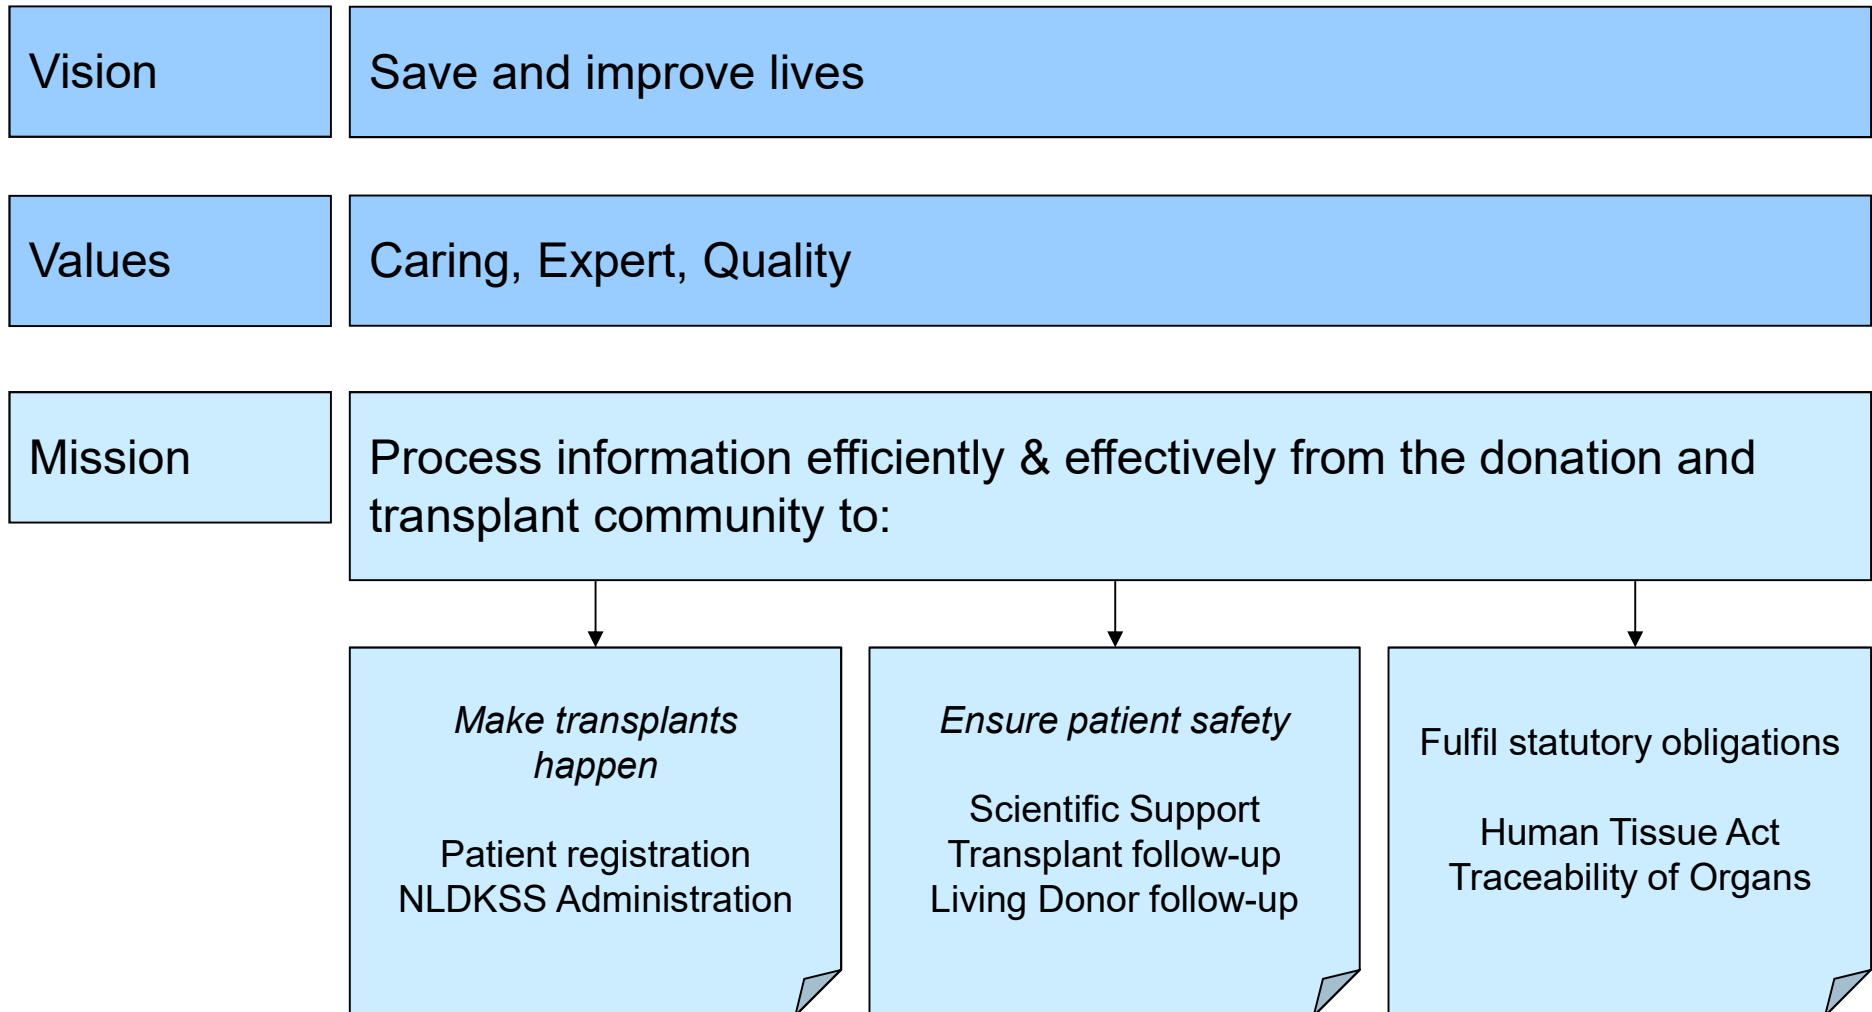 Vision
Save and improve lives
Values
Caring, Expert, Quality
Mission
Process information efficiently & effectively from the donation and
transplant community to:
Make transplants
happen
Patient registration
NLDKSS Administration
Ensure patient safety
Scientific Support
Transplant follow-up
Living Donor follow-up
Fulfil statutory obligations
Human Tissue Act
Traceability of Organs